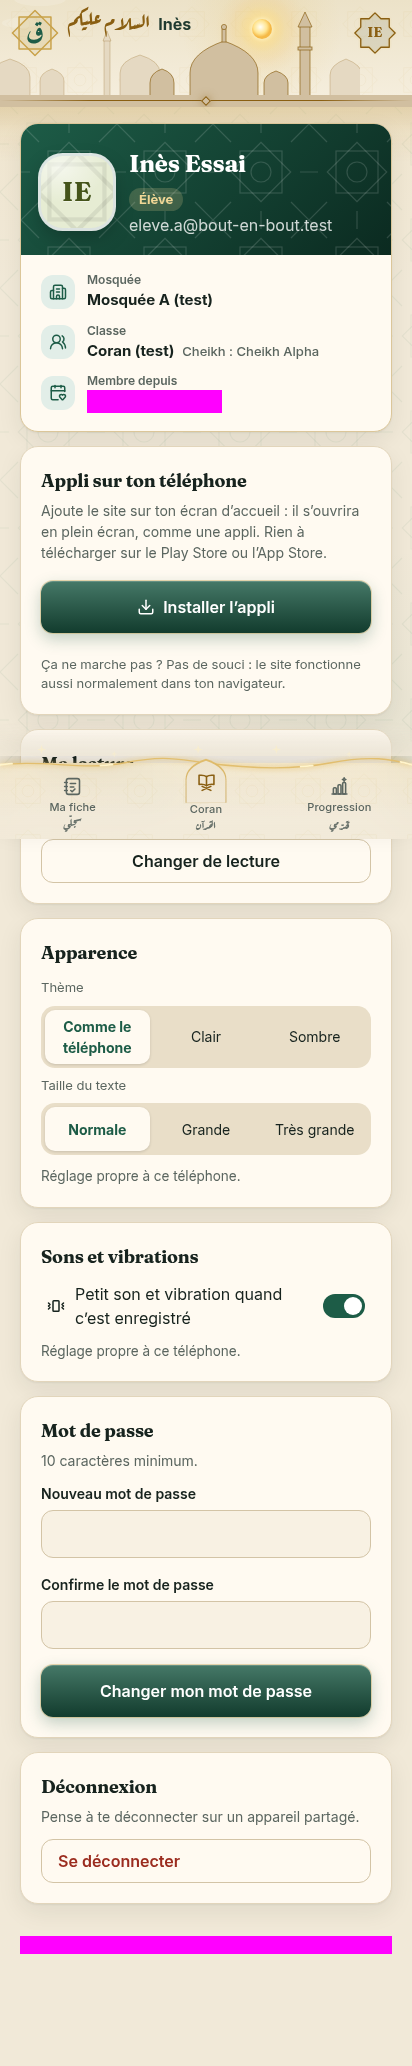 ق
السلام عليكم Inès
IE
IE
Inès Essai
Élève
eleve.a@bout-en-bout.test
Mosquée
Mosquée A (test)
Classe
Coran (test) Cheikh : Cheikh Alpha
Membre depuis
Appli sur ton téléphone
Ajoute le site sur ton écran d’accueil : il s’ouvrira
en plein écran, comme une appli. Rien à
télécharger sur le Play Store ou l’App Store.
Installer l’appli
Ça ne marche pas ? Pas de souci : le site fonctionne
aussi normalement dans ton navigateur.
Ma lecture
Ma fiche
Coran
Progression
سجلّي
القرآن
تقدّمي
Changer de lecture
Apparence
Thème
Comme le
téléphone
Clair
Sombre
Taille du texte
Normale
Grande
Très grande
Réglage propre à ce téléphone.
Sons et vibrations
Petit son et vibration quand
c’est enregistré
Réglage propre à ce téléphone.
Mot de passe
10 caractères minimum.
Nouveau mot de passe
Confirme le mot de passe
Changer mon mot de passe
Déconnexion
Pense à te déconnecter sur un appareil partagé.
Se déconnecter